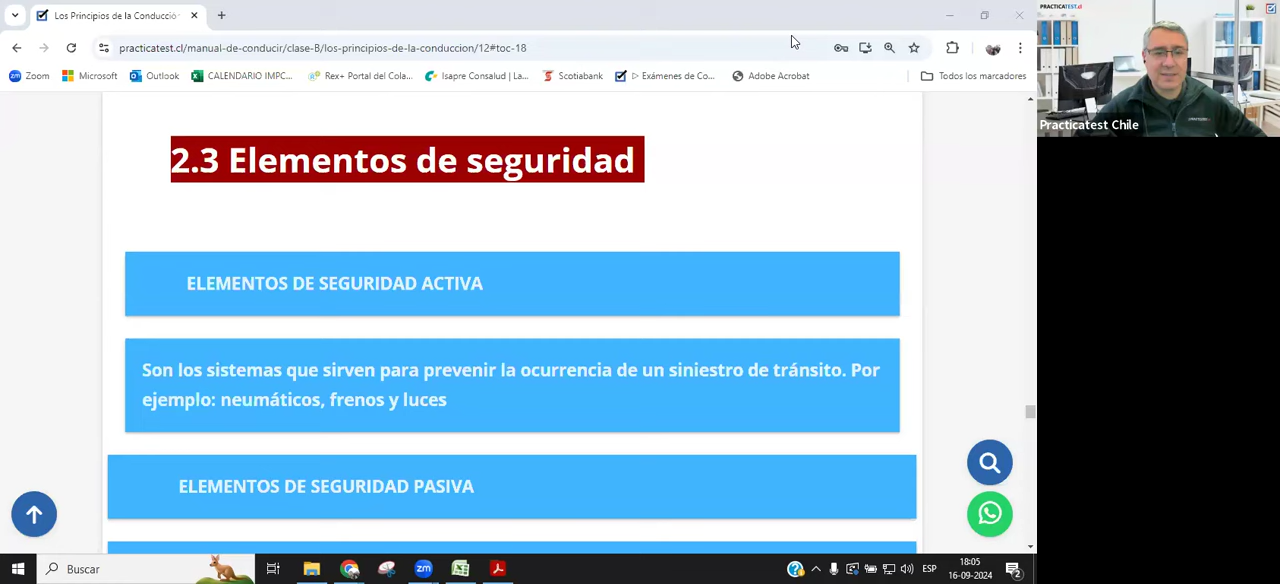 Los Principios de la Conducción
practicatest.cl/manual-de-conducir/clase-B/los-principios-de-la-conduccion/12#toc-18
Zoom
Microsoft
Outlook
CALENDARIO IMPC...
Rex+ Portal del Cola...
Isapre Consalud | La...
Scotiabank
▷ Exámenes de Co...
Adobe Acrobat
Todos los marcadores
PRACTICATEST.cl
Practicatest Chile
2.3 Elementos de seguridad
ELEMENTOS DE SEGURIDAD ACTIVA
Son los sistemas que sirven para prevenir la ocurrencia de un siniestro de tránsito. Por
ejemplo: neumáticos, frenos y luces
ELEMENTOS DE SEGURIDAD PASIVA
Buscar
ESP
18:05
16-09-2024
2